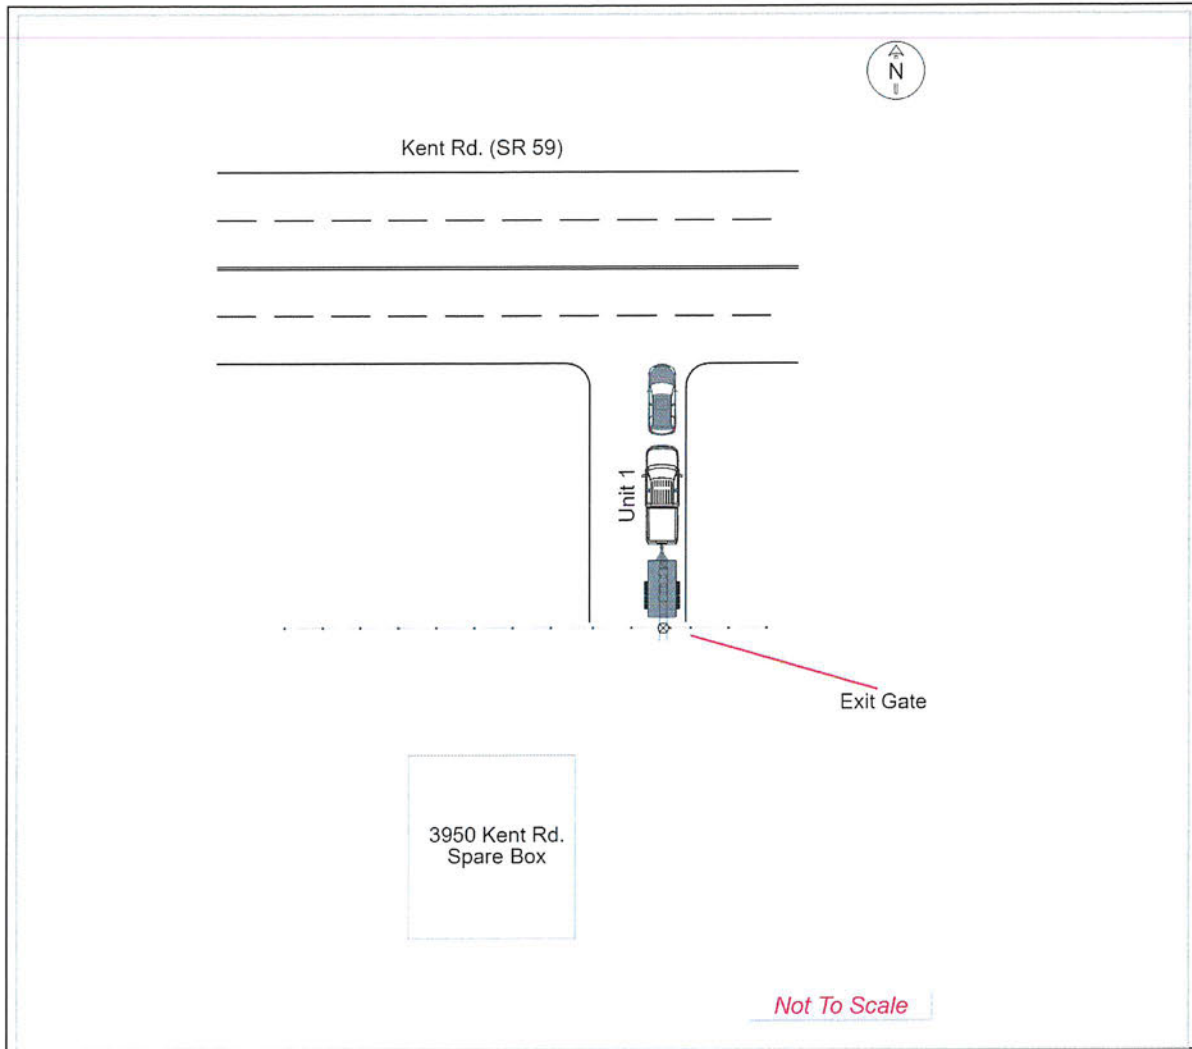 N
Kent Rd. (SR 59)
Unit 1
Exit Gate
3950 Kent Rd.
Spare Box
Not To Scale